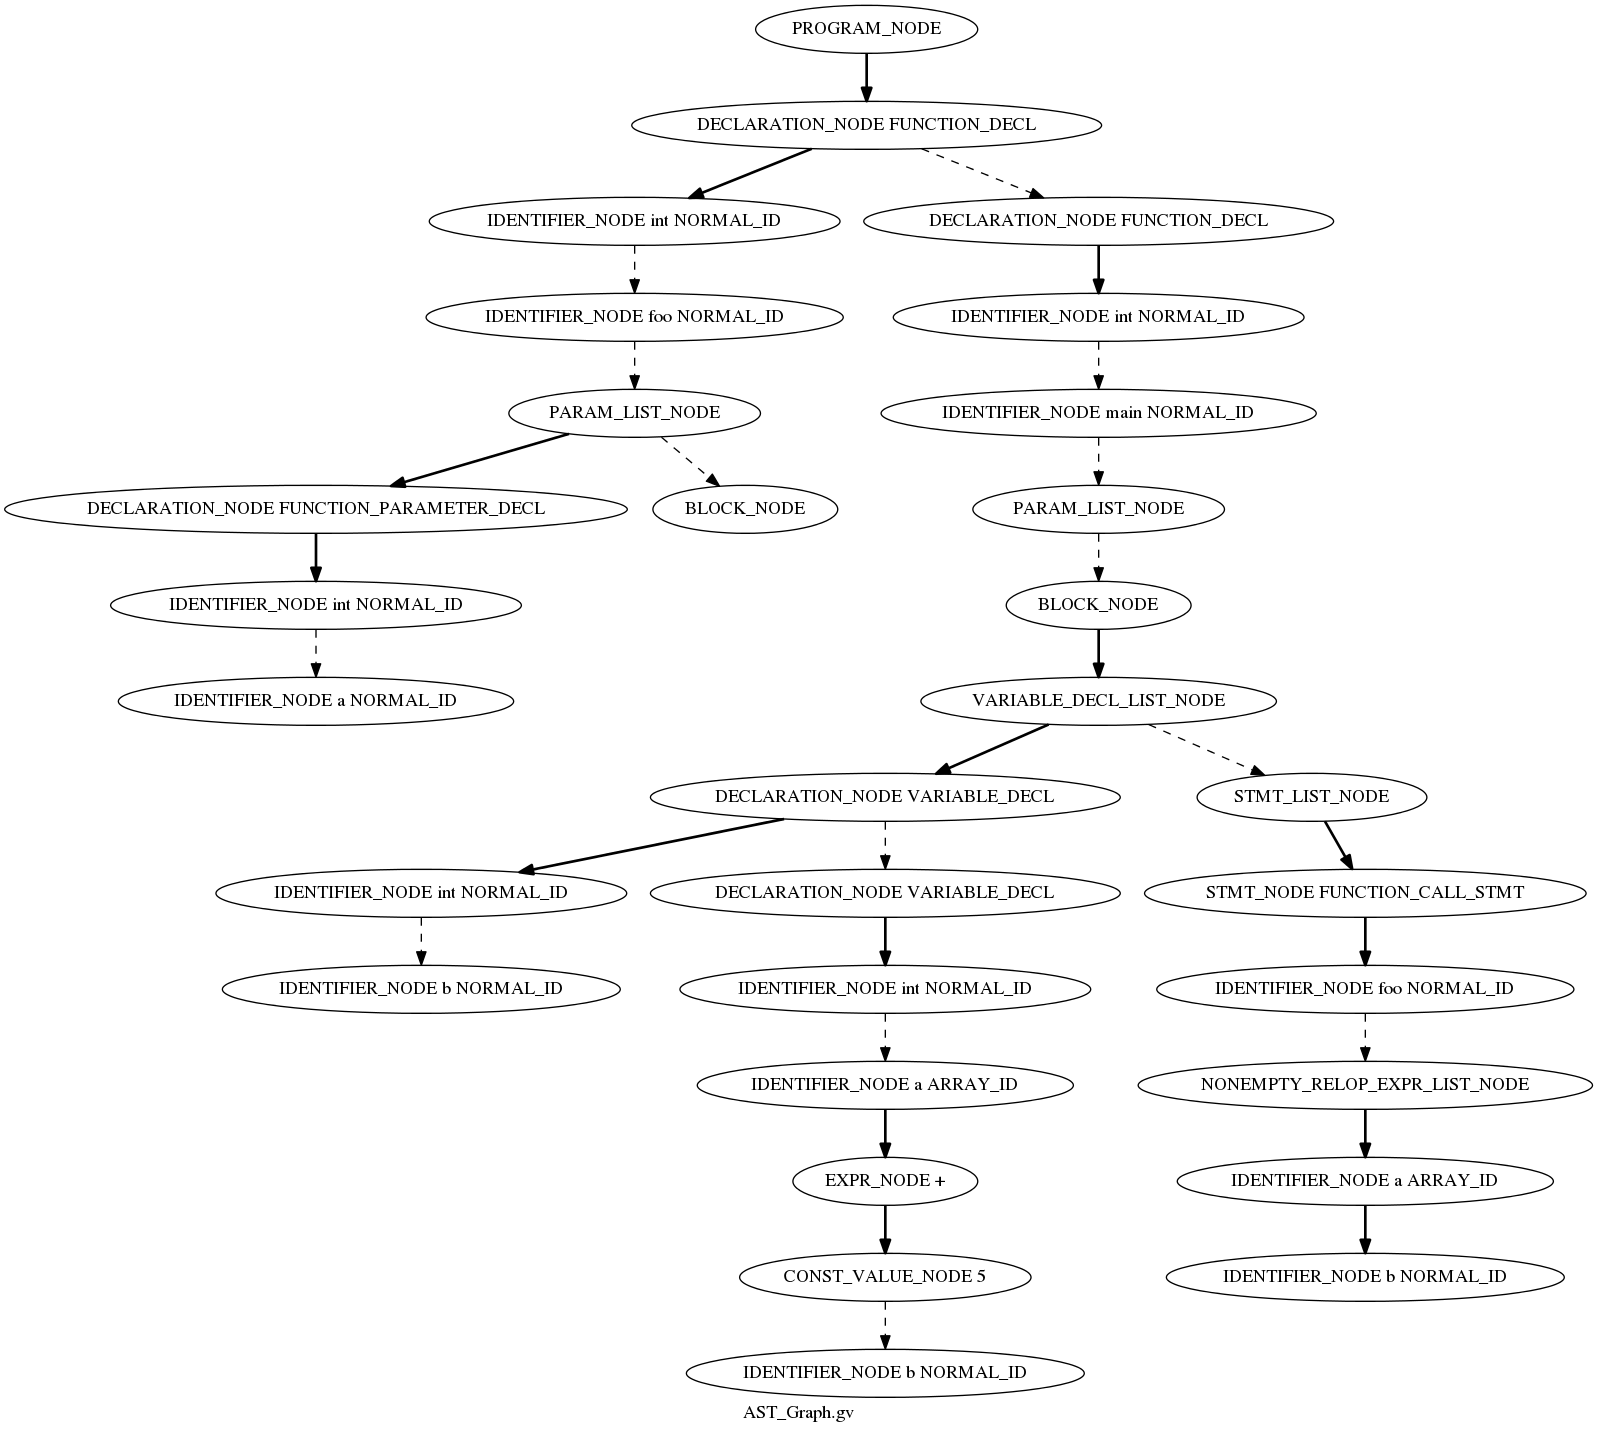 PROGRAM_NODE
DECLARATION_NODE FUNCTION_DECL
IDENTIFIER_NODE int NORMAL_ID
DECLARATION_NODE FUNCTION_DECL
IDENTIFIER_NODE foo NORMAL_ID
IDENTIFIER_NODE int NORMAL_ID
PARAM_LIST_NODE
IDENTIFIER_NODE main NORMAL_ID
DECLARATION_NODE FUNCTION_PARAMETER_DECL
BLOCK_NODE
PARAM_LIST_NODE
IDENTIFIER_NODE int NORMAL_ID
BLOCK_NODE
IDENTIFIER_NODE a NORMAL_ID
VARIABLE_DECL_LIST_NODE
DECLARATION_NODE VARIABLE_DECL
STMT_LIST_NODE
IDENTIFIER_NODE int NORMAL_ID
DECLARATION_NODE VARIABLE_DECL
STMT_NODE FUNCTION_CALL_STMT
IDENTIFIER_NODE b NORMAL_ID
IDENTIFIER_NODE int NORMAL_ID
IDENTIFIER_NODE foo NORMAL_ID
IDENTIFIER_NODE a ARRAY_ID
NONEMPTY_RELOP_EXPR_LIST_NODE
EXPR_NODE +
IDENTIFIER_NODE a ARRAY_ID
CONST_VALUE_NODE 5
IDENTIFIER_NODE b NORMAL_ID
IDENTIFIER_NODE b NORMAL_ID
AST_Graph.gv